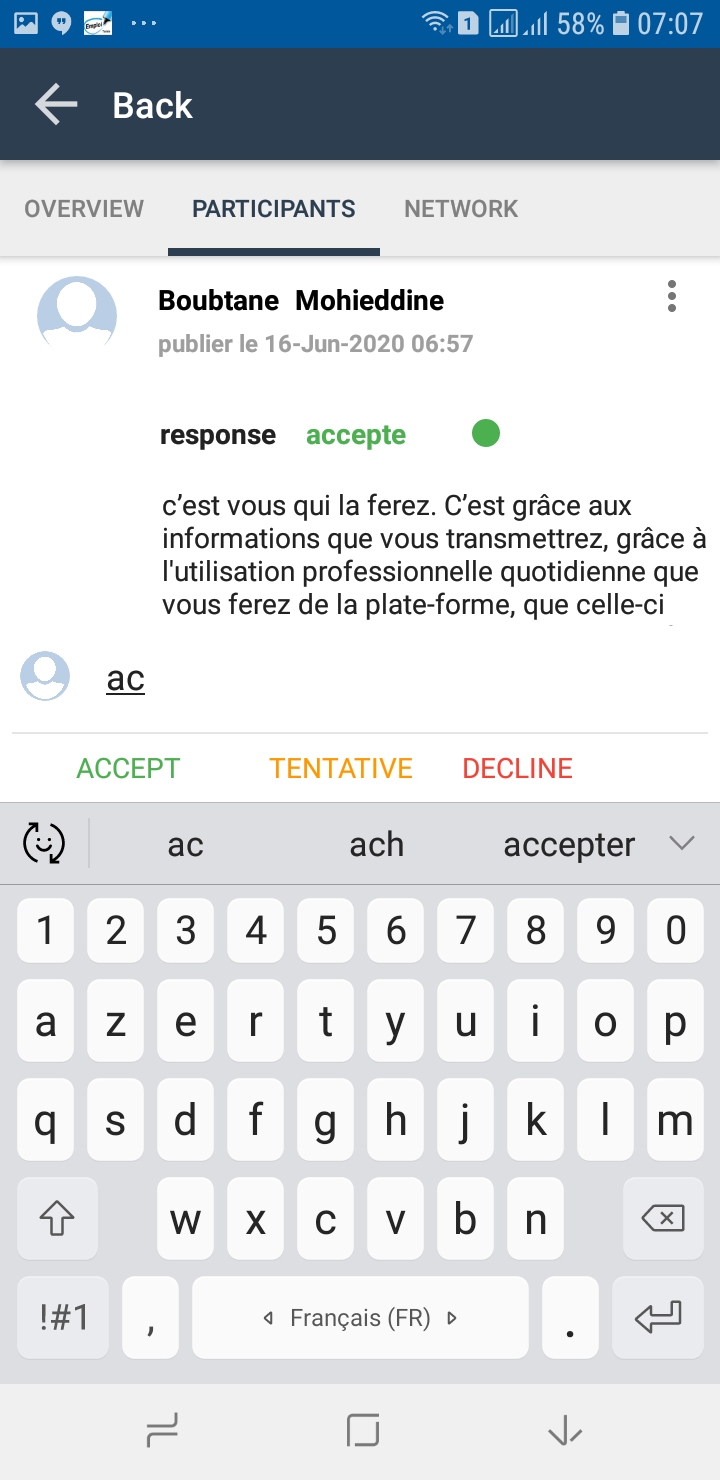 1 58% 07:07
Back
OVERVIEW PARTICIPANTS NETWORK
Boubtane Mohieddine
publier le 16-Jun-2020 06:57
response accepte
c’est vous qui la ferez. C’est grâce aux
informations que vous transmettrez, grâce à
l'utilisation professionnelle quotidienne que
vous ferez de la plate-forme, que celle-ci
ac
ACCEPT TENTATIVE DECLINE
ac ach accepter
1 2 3 4 5 6 7 8 9 0
a z e r t y u i o p
q s d f g h j k l m
w x c v b n
!#1 , Français (FR) .